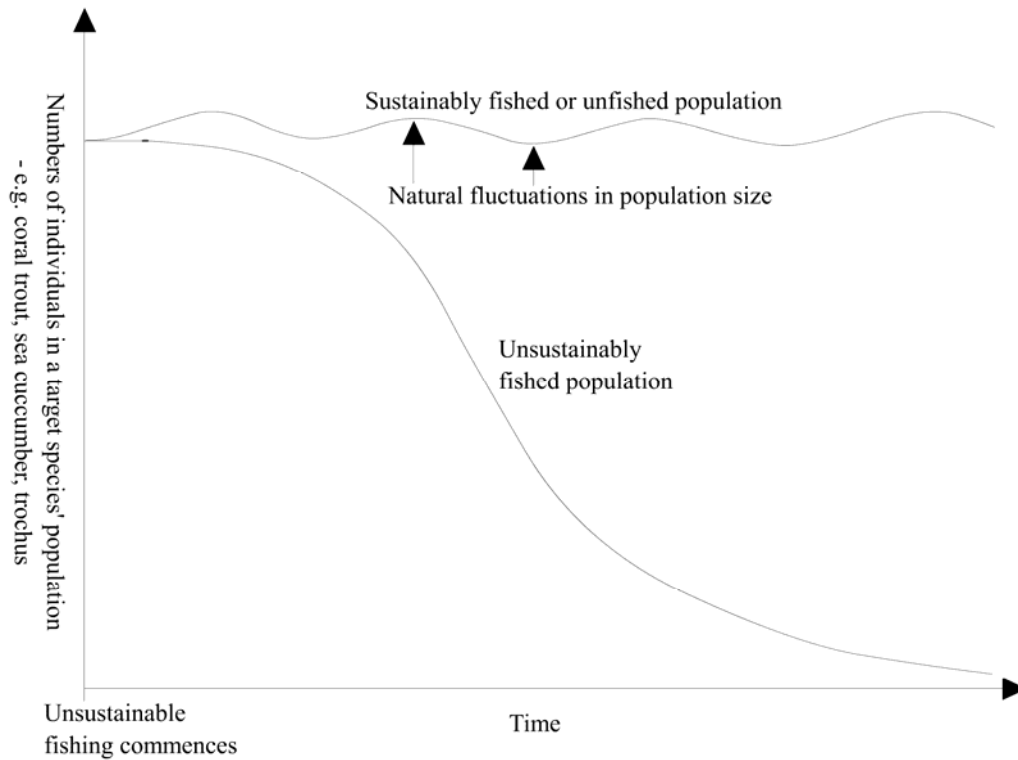 Numbers of individuals in a target species' population
- e.g. coral trout, sea cuccumber, trochus
Sustainably fished or unfished population
Natural fluctuations in population size
Unsustainably
fished population
Unsustainable
fishing commences
Time